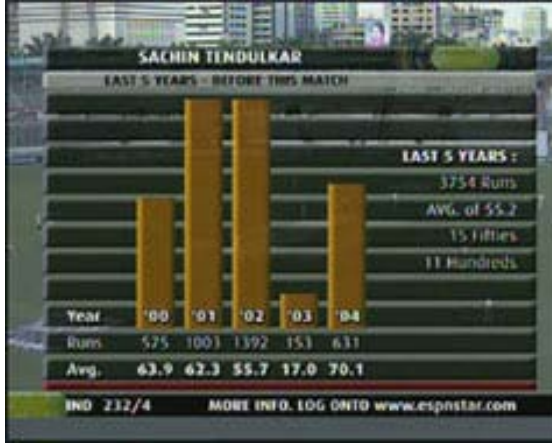 SACHIN TENDULKAR
LAST 5 YEARS - BEFORE THIS MATCH
LAST 5 YEARS :
3754 Runs
AVG. of 55.2
15 Fifties
11 Hundreds
Year '00 '01 '02 '03 '04
Runs 575 1003 1392 153 631
Avg. 63.9 62.3 55.7 17.0 70.1
IND 232/4 MORE INFO. LOG ONTO www.espnstar.com